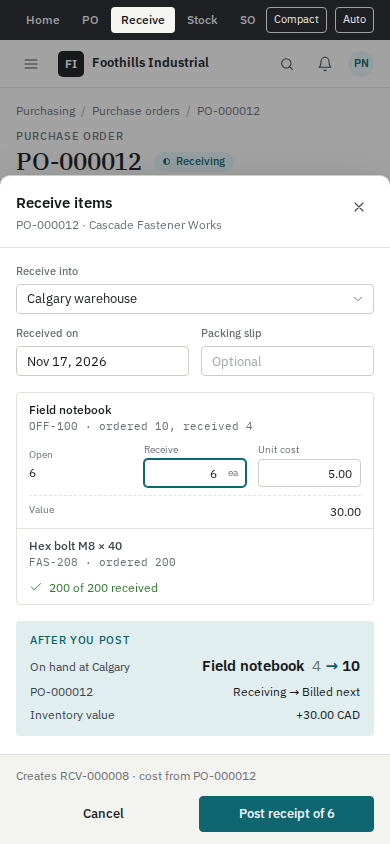 Home PO Receive Stock SO Compact Auto
FI Foothills Industrial PN
Purchasing / Purchase orders / PO-000012
PURCHASE ORDER
PO-000012 Receiving
Receive items
PO-000012 · Cascade Fastener Works
Receive into
Calgary warehouse
Received on Packing slip
Nov 17, 2026 Optional
Field notebook
OFF-100 · ordered 10, received 4
Open Receive Unit cost
6 6 ea 5.00
Value 30.00
Hex bolt M8 × 40
FAS-208 · ordered 200
200 of 200 received
AFTER YOU POST
On hand at Calgary Field notebook 4 → 10
PO-000012 Receiving → Billed next
Inventory value +30.00 CAD
Creates RCV-000008 · cost from PO-000012
Cancel Post receipt of 6